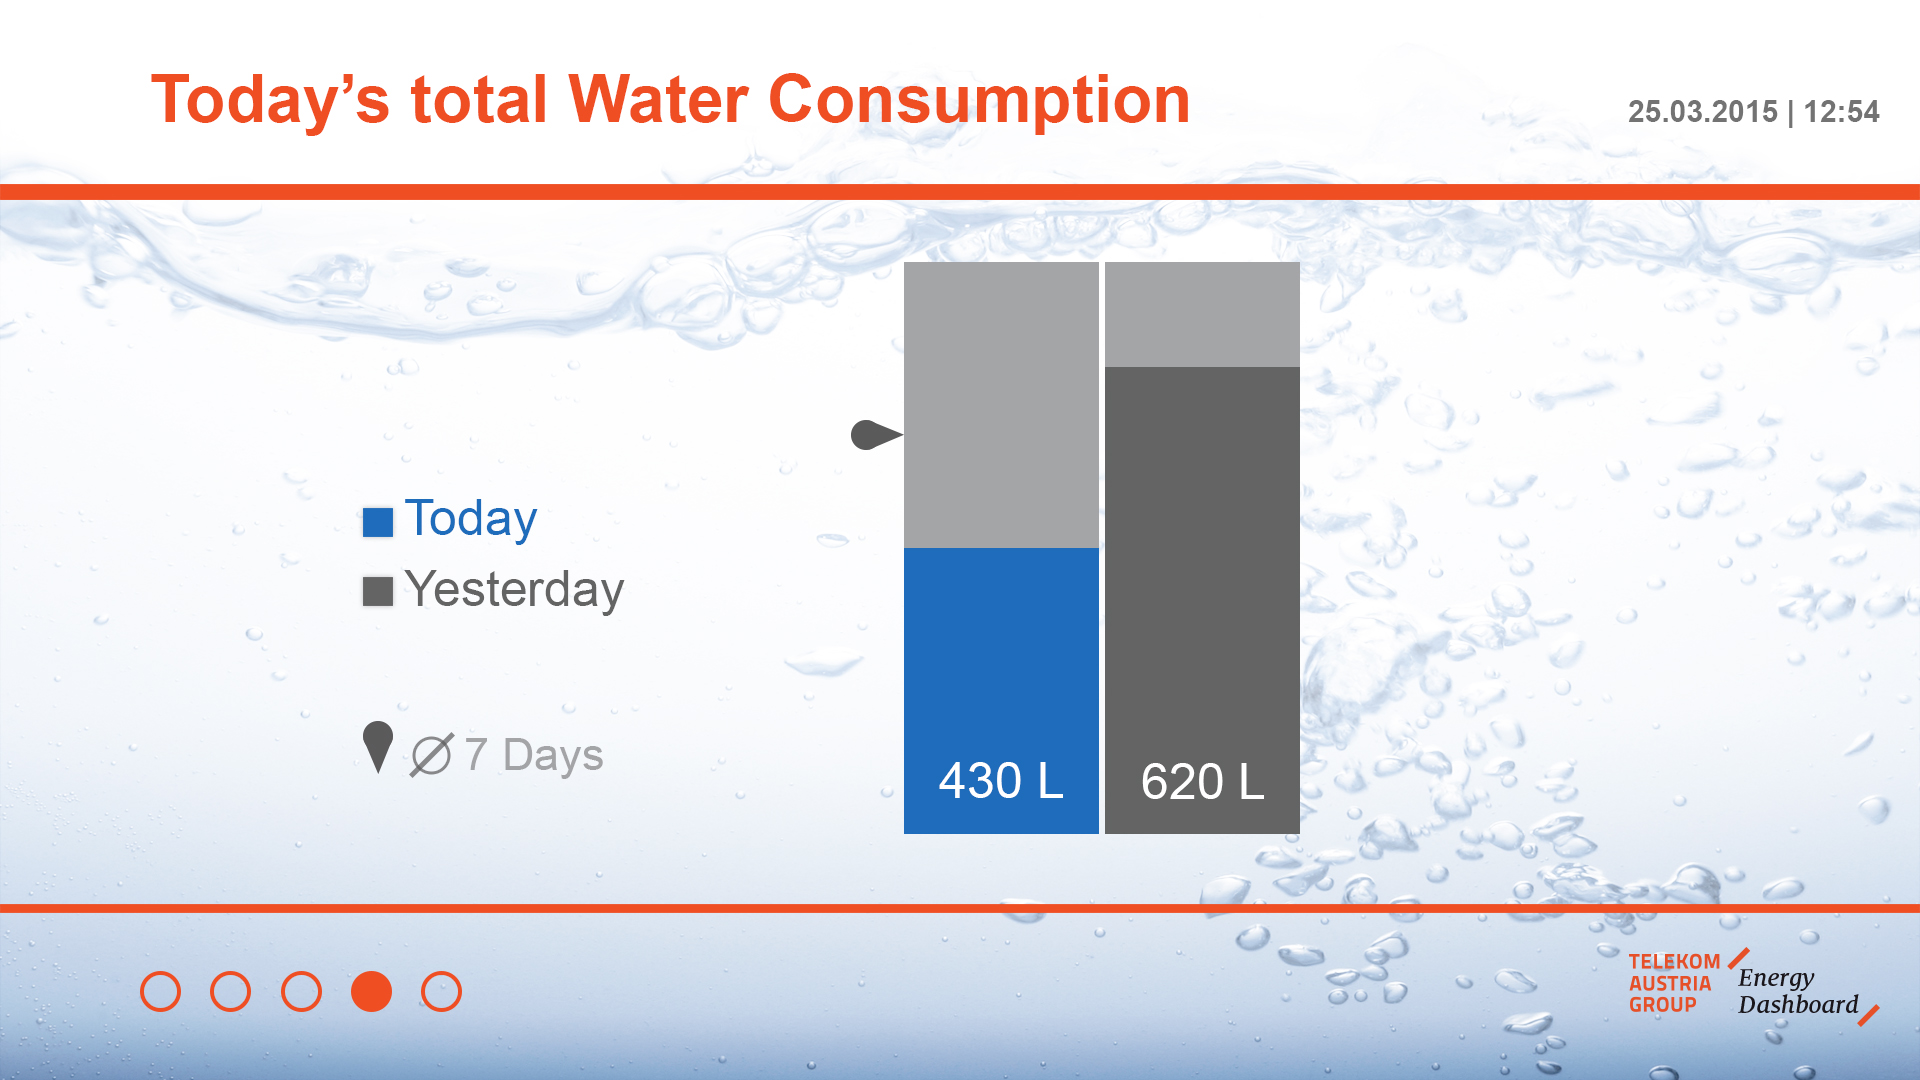 Today’s total Water Consumption
25.03.2015 | 12:54
Today
Yesterday
Ø 7 Days
430 L
620 L
TELEKOM
AUSTRIA
GROUP
Energy
Dashboard